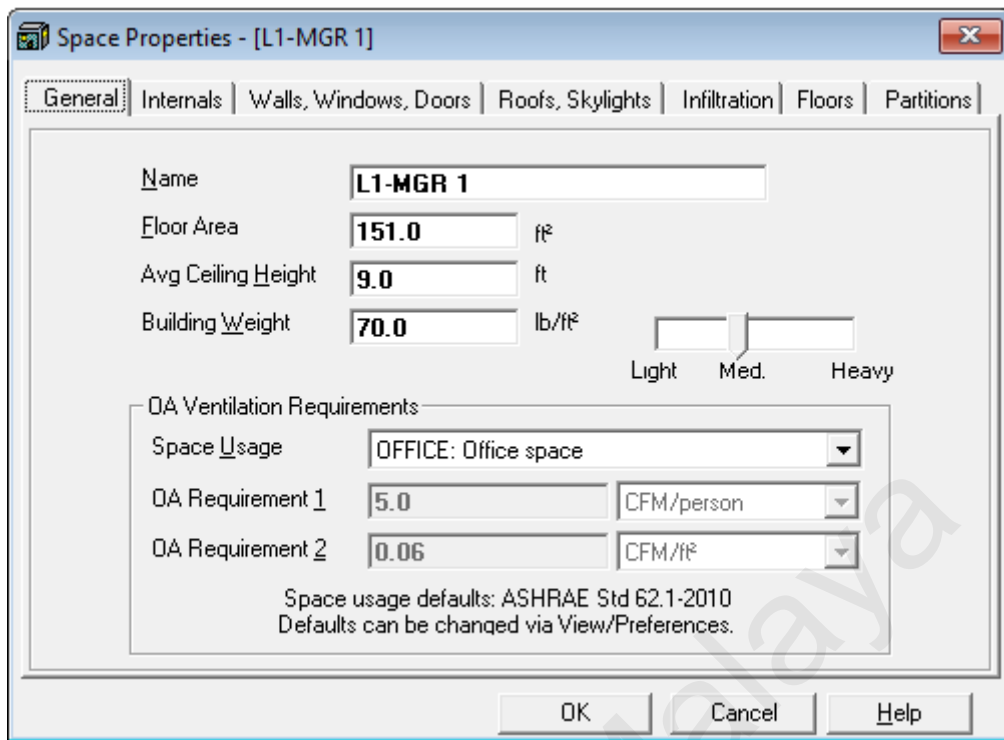 Space Properties - [L1-MGR 1]
General Internals Walls, Windows, Doors Roofs, Skylights Infiltration Floors Partitions
Name L1-MGR 1
Floor Area 151.0 ft²
Avg Ceiling Height 9.0 ft
Building Weight 70.0 lb/ft²
Light Med. Heavy
OA Ventilation Requirements
Space Usage OFFICE: Office space
OA Requirement 1 5.0 CFM/person
OA Requirement 2 0.06 CFM/ft²
Space usage defaults: ASHRAE Std 62.1-2010
Defaults can be changed via View/Preferences.
OK Cancel Help
Malaya